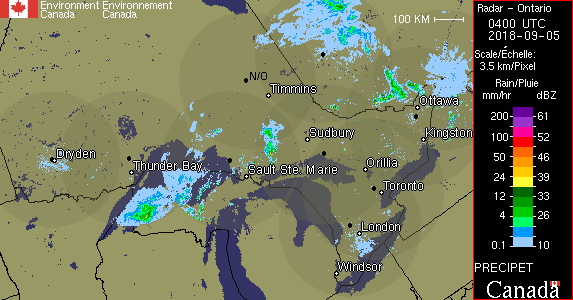 Environment Environnement
Canada Canada
100 KM
N/O
Timmins
Ottawa
Sudbury
Kingston
Dryden
Thunder Bay
Sault Ste. Marie
Orillia
Toronto
London
Windsor
Radar - Ontario
0400 UTC
2018-09-05
Scale/Échelle:
3.5 km/Pixel
Rain/Pluie
mm/hr dBZ
200 61
100 52
50 46
24 39
12 33
4 26
0.1 10
PRECIPET
Canada